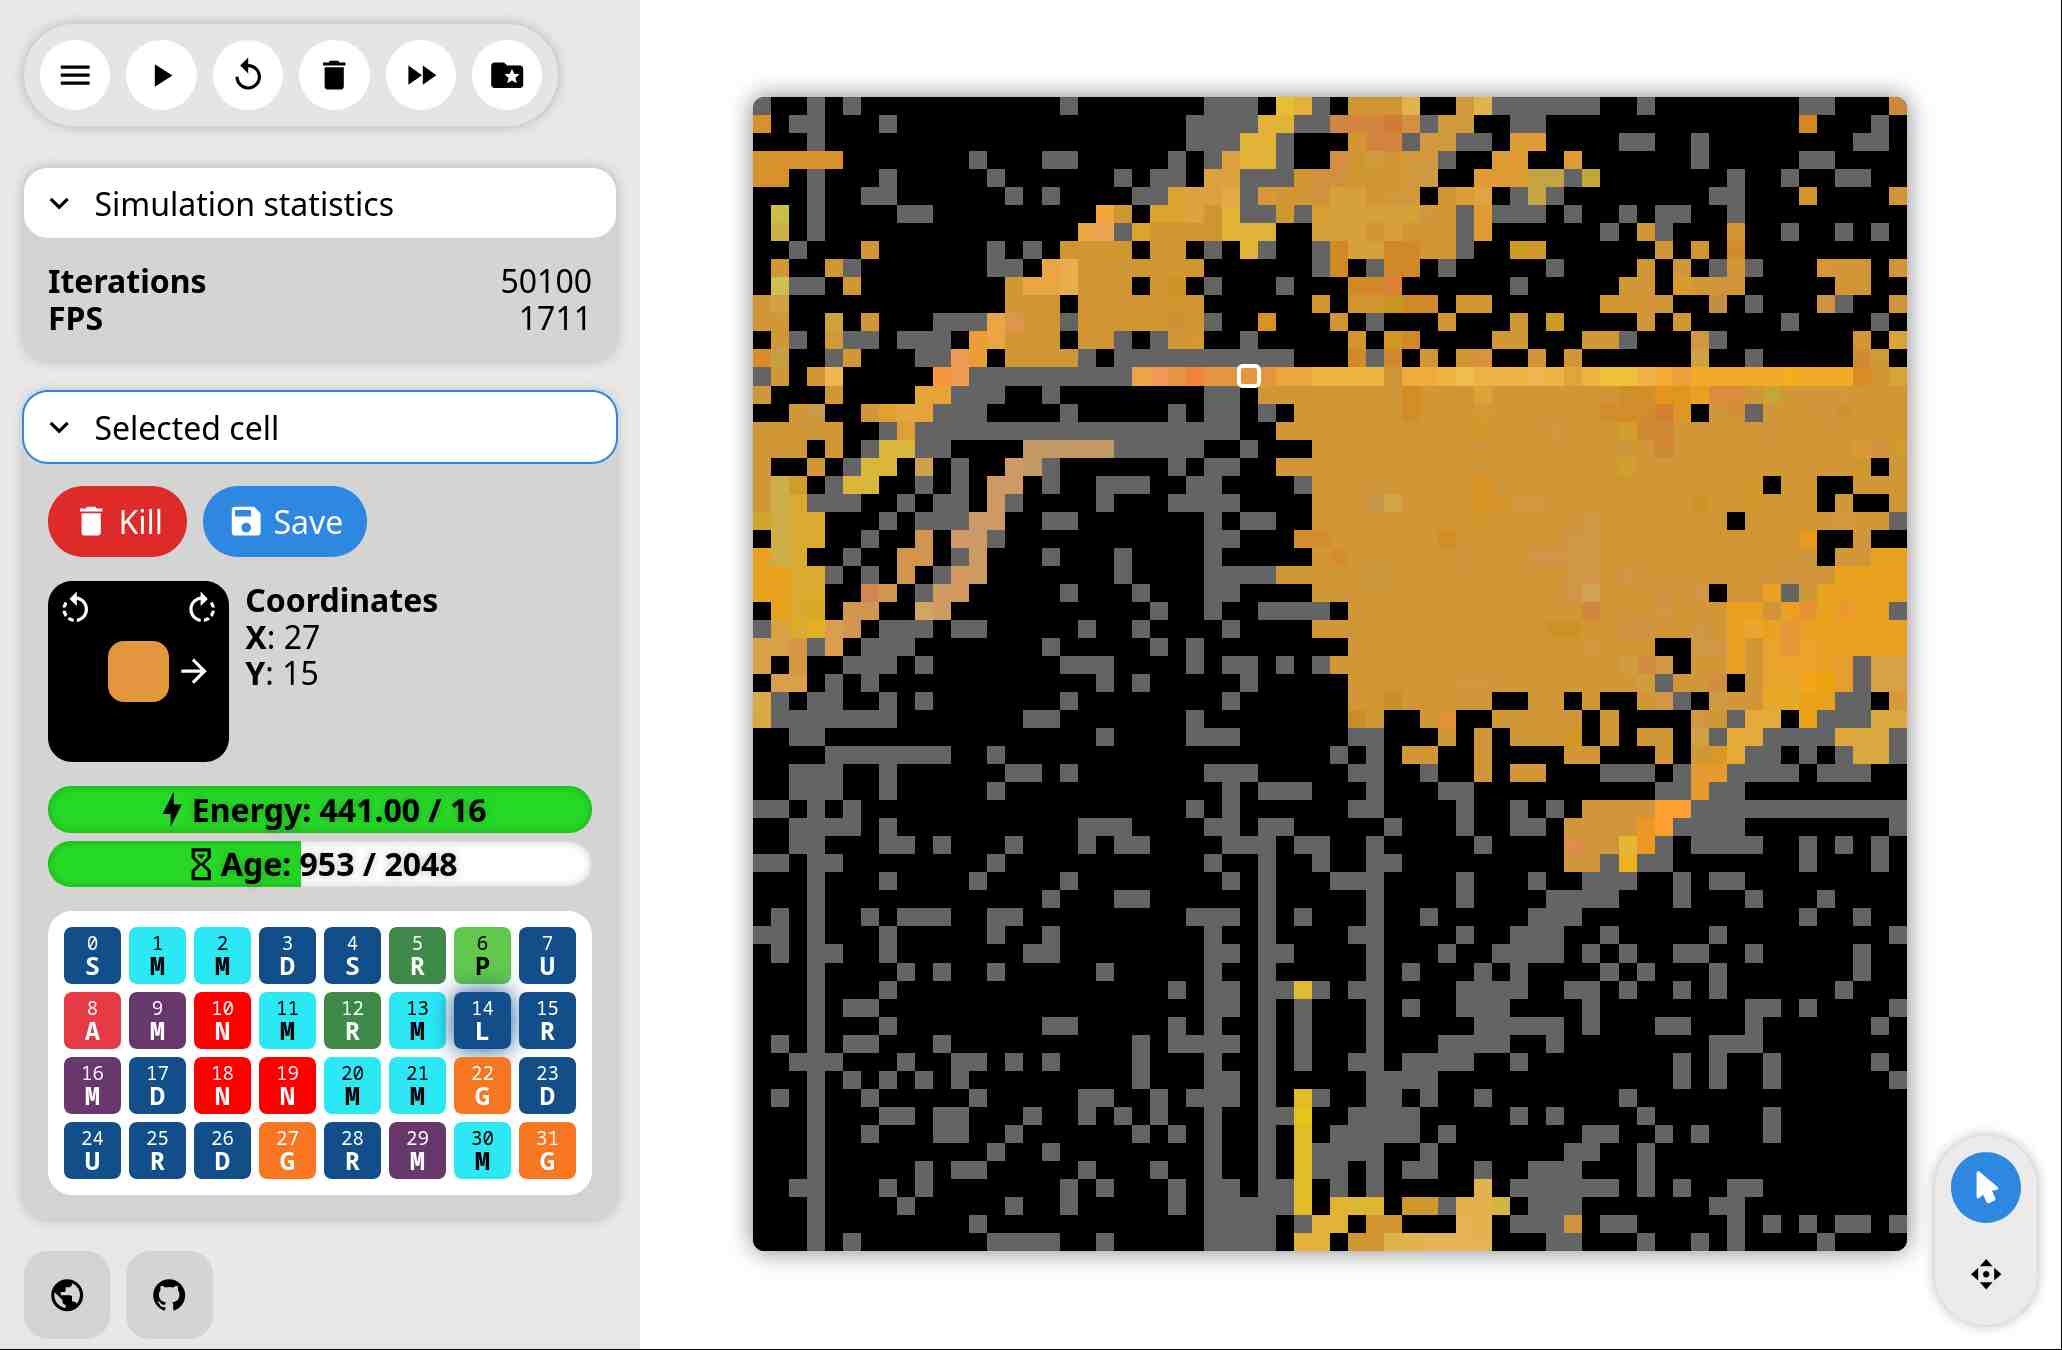 Simulation statistics
Iterations 50100
FPS 1711
Selected cell
Kill Save
Coordinates
X: 27
Y: 15
Energy: 441.00 / 16
Age: 953 / 2048
0 1 2 3 4 5 6 7
S M M D S R P U
8 9 10 11 12 13 14 15
A M N M R M L R
16 17 18 19 20 21 22 23
M D N N M M G D
24 25 26 27 28 29 30 31
U R D G R M M G